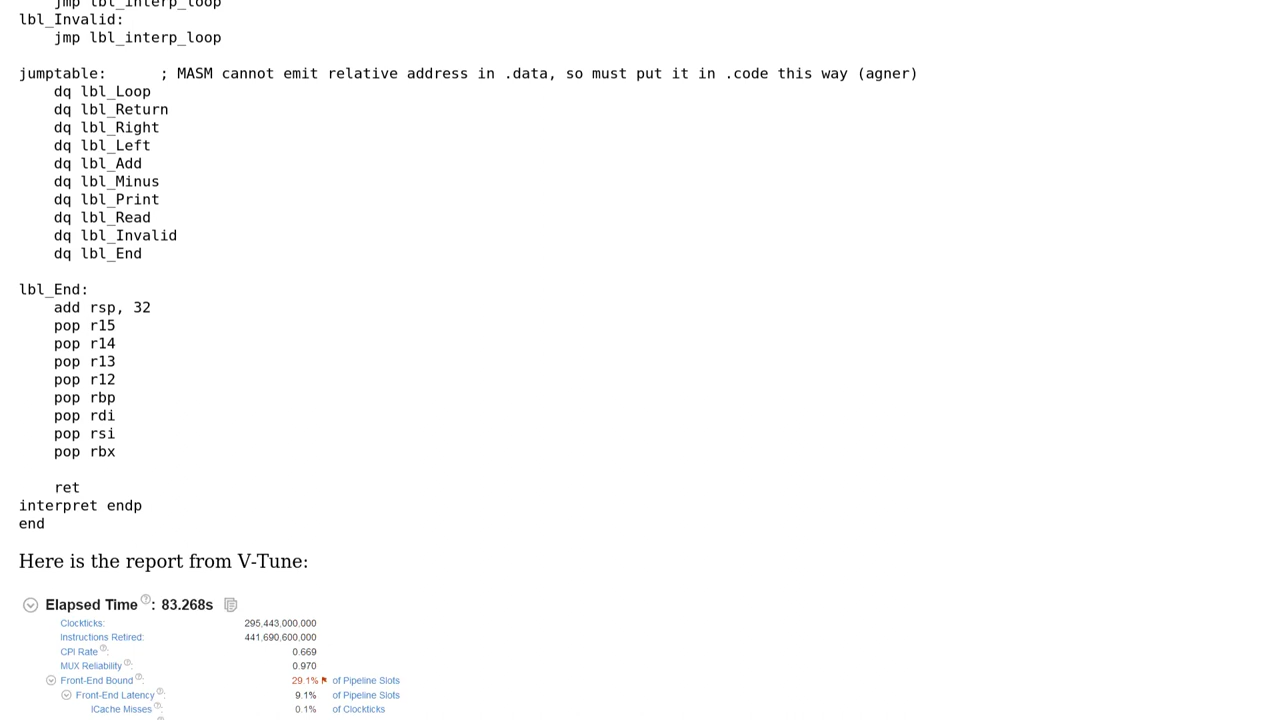 jmp lbl_interp_loop
lbl_Invalid:
    jmp lbl_interp_loop

jumptable:      ; MASM cannot emit relative address in .data, so must put it in .code this way (agner)
    dq lbl_Loop
    dq lbl_Return
    dq lbl_Right
    dq lbl_Left
    dq lbl_Add
    dq lbl_Minus
    dq lbl_Print
    dq lbl_Read
    dq lbl_Invalid
    dq lbl_End

lbl_End:
    add rsp, 32
    pop r15
    pop r14
    pop r13
    pop r12
    pop rbp
    pop rdi
    pop rsi
    pop rbx

    ret
interpret endp
end
Here is the report from V-Tune:
Elapsed Time ?: 83.268s
Clockticks: 295,443,000,000
Instructions Retired: 441,690,600,000
CPI Rate ?: 0.669
MUX Reliability ?: 0.970
Front-End Bound ?: 29.1% of Pipeline Slots
Front-End Latency ?: 9.1% of Pipeline Slots
ICache Misses ?: 0.1% of Clockticks